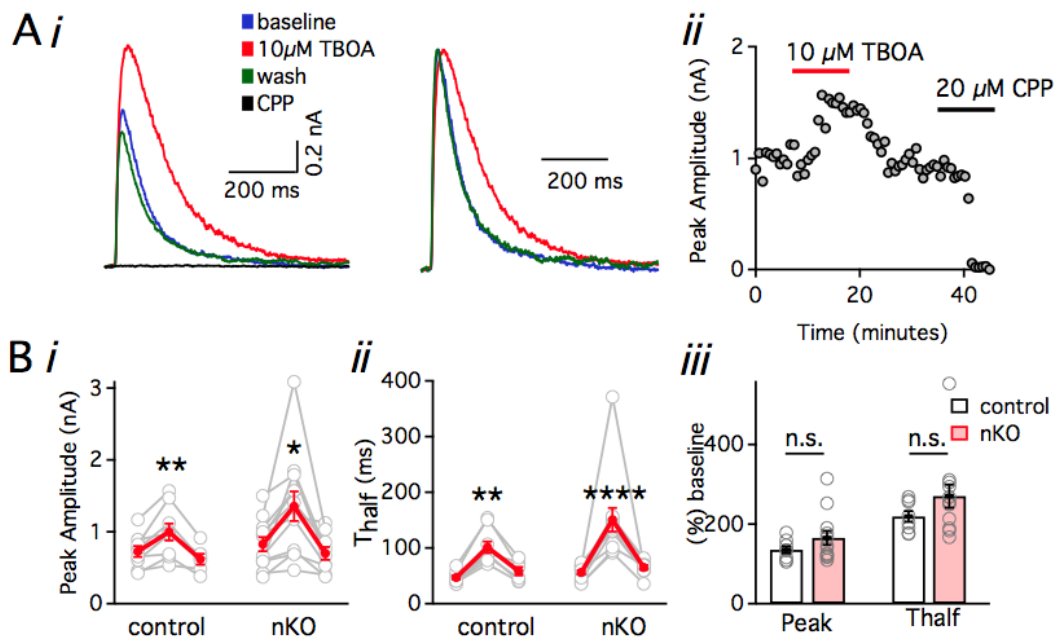 A i
baseline
10µM TBOA
wash
CPP
0.2 nA
200 ms
200 ms
ii
2
1
0
Peak Amplitude (nA)
10 µM TBOA
20 µM CPP
0 20 40
Time (minutes)
B i
3
2
1
0
Peak Amplitude (nA)
**
*
control nKO
ii
400
300
200
100
0
Thalf (ms)
**
****
control nKO
iii
400
200
0
(%) baseline
control
nKO
n.s.
n.s.
Peak Thalf